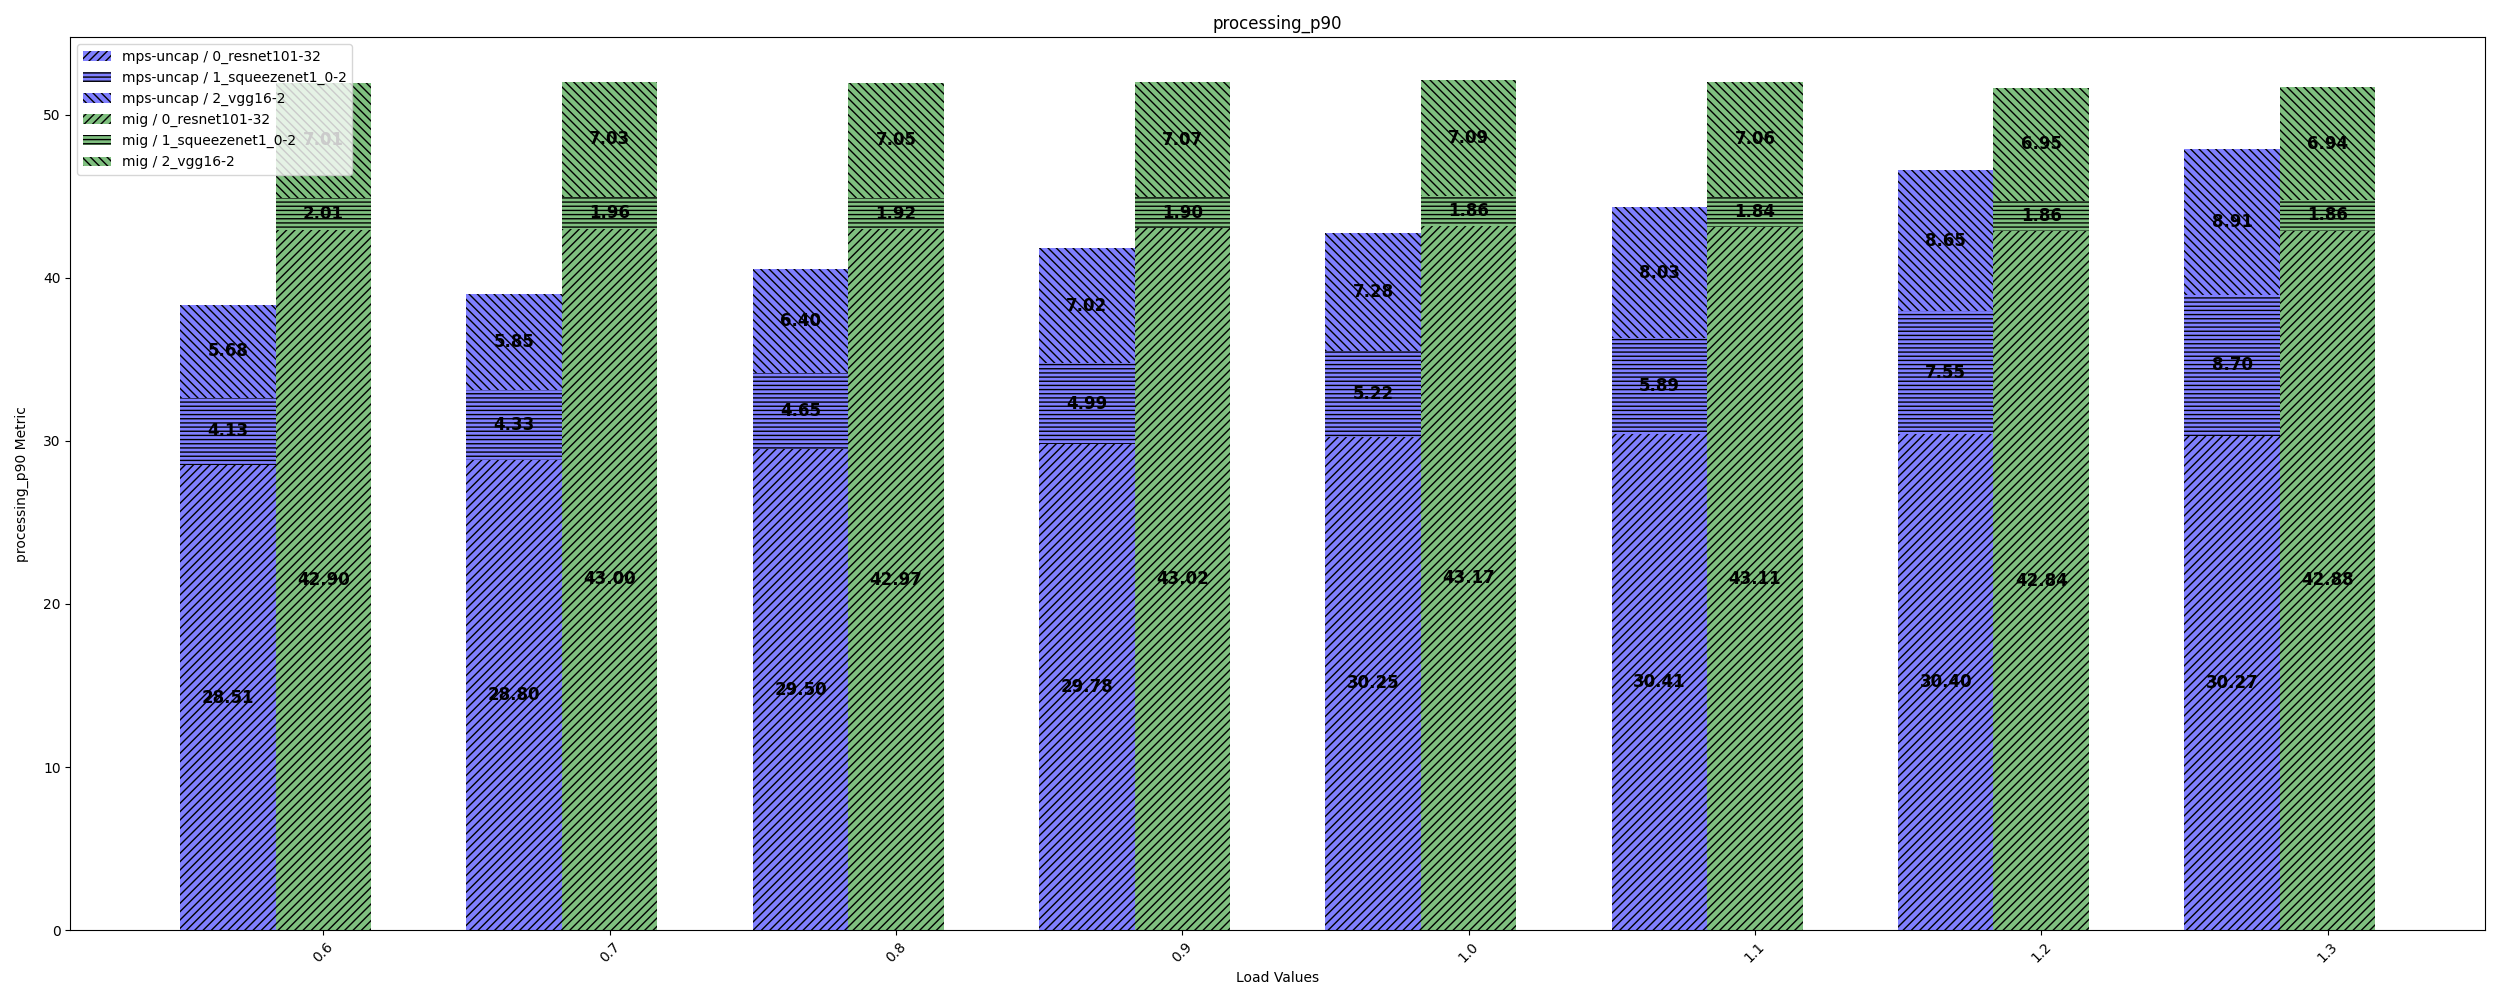 processing_p90
mps-uncap / 0_resnet101-32
mps-uncap / 1_squeezenet1_0-2
mps-uncap / 2_vgg16-2
mig / 0_resnet101-32
mig / 1_squeezenet1_0-2
mig / 2_vgg16-2
processing_p90 Metric
50
40
30
20
10
0
7.01 7.03 7.05 7.07 7.09 7.06 6.95 6.94
2.01 1.96 1.92 1.90 1.86 1.84 1.86 1.86
5.68 5.85 6.40 7.02 7.28 8.03 8.65 8.91
4.13 4.33 4.65 4.99 5.22 5.89 7.55 8.70
42.90 43.00 42.97 43.02 43.17 43.11 42.84 42.88
28.51 28.80 29.50 29.78 30.25 30.41 30.40 30.27
0.6 0.7 0.8 0.9 1.0 1.1 1.2 1.3
Load Values